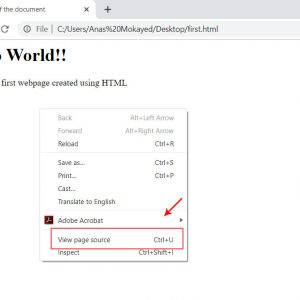 of the document
File | C:/Users/Anas%20Mokayed/Desktop/first.html
World!!
first webpage created using HTML
Back Alt+Left Arrow
Forward Alt+Right Arrow
Reload Ctrl+R
Save as... Ctrl+S
Print... Ctrl+P
Cast...
Translate to English
Adobe Acrobat
View page source Ctrl+U
Inspect Ctrl+Shift+I